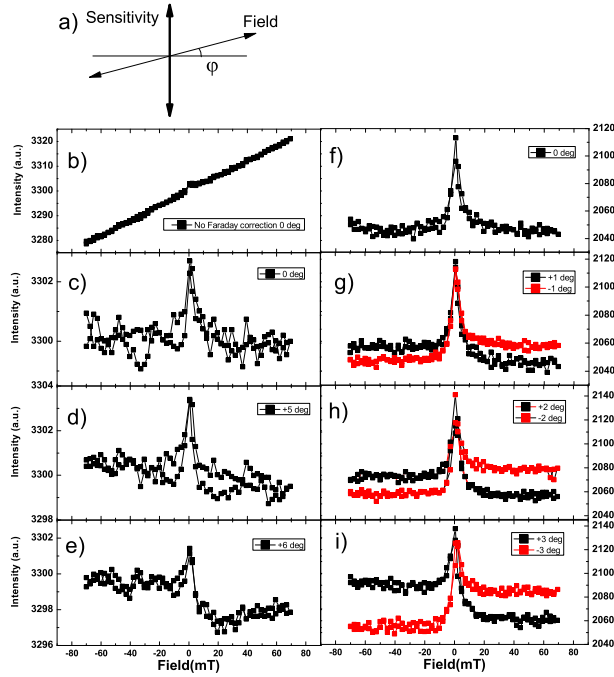 a)
Sensitivity
Field
φ
b)
Intensity (a.u.)
3320
3310
3300
3290
3280
No Faraday correction 0 deg
c)
Intensity (a.u.)
3302
3300
3304
0 deg
d)
Intensity (a.u.)
3302
3300
3298
+5 deg
e)
Intensity (a.u.)
3302
3300
3298
3296
+6 deg
-80 -60 -40 -20 0 20 40 60 80
Field(mT)
f)
0 deg
2120
2100
2080
2060
2040
g)
+1 deg
-1 deg
2120
2100
2080
2060
2040
h)
+2 deg
-2 deg
2140
2120
2100
2080
2060
2040
i)
+3 deg
-3 deg
2140
2120
2100
2080
2060
2040
-80 -60 -40 -20 0 20 40 60 80
Field(mT)